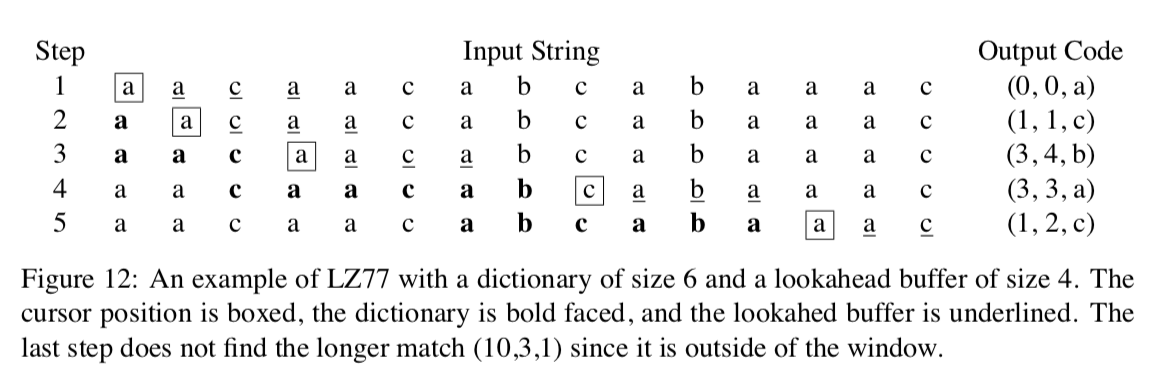 Step Input String Output Code
1 a a c a a c a b c a b a a a c (0, 0, a)
2 a a c a a c a b c a b a a a c (1, 1, c)
3 a a c a a c a b c a b a a a c (3, 4, b)
4 a a c a a c a b c a b a a a c (3, 3, a)
5 a a c a a c a b c a b a a a c (1, 2, c)
Figure 12: An example of LZ77 with a dictionary of size 6 and a lookahead buffer of size 4. The
cursor position is boxed, the dictionary is bold faced, and the lookahed buffer is underlined. The
last step does not find the longer match (10,3,1) since it is outside of the window.